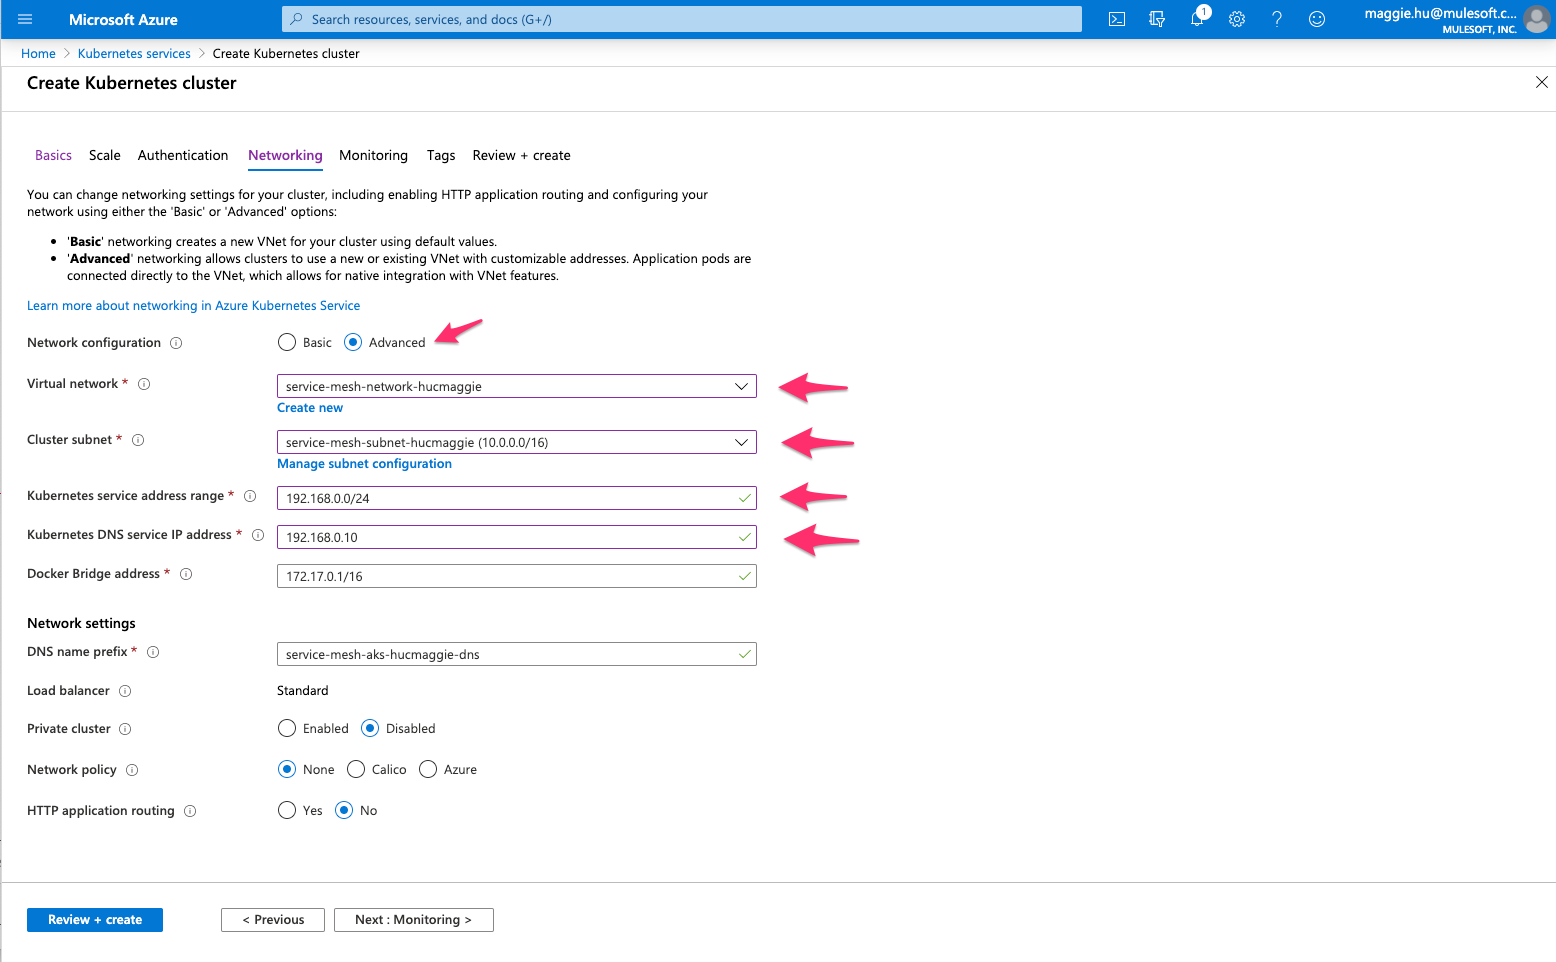 Microsoft Azure
Search resources, services, and docs (G+/)
1
maggie.hu@mulesoft.c...
MULESOFT, INC.
Home > Kubernetes services > Create Kubernetes cluster
Create Kubernetes cluster
Basics Scale Authentication Networking Monitoring Tags Review + create
You can change networking settings for your cluster, including enabling HTTP application routing and configuring your
network using either the 'Basic' or 'Advanced' options:
• 'Basic' networking creates a new VNet for your cluster using default values.
• 'Advanced' networking allows clusters to use a new or existing VNet with customizable addresses. Application pods are
connected directly to the VNet, which allows for native integration with VNet features.
Learn more about networking in Azure Kubernetes Service
Network configuration Basic Advanced
Virtual network * service-mesh-network-hucmaggie
Create new
Cluster subnet * service-mesh-subnet-hucmaggie (10.0.0.0/16)
Manage subnet configuration
Kubernetes service address range * 192.168.0.0/24
Kubernetes DNS service IP address * 192.168.0.10
Docker Bridge address * 172.17.0.1/16
Network settings
DNS name prefix * service-mesh-aks-hucmaggie-dns
Load balancer Standard
Private cluster Enabled Disabled
Network policy None Calico Azure
HTTP application routing Yes No
Review + create < Previous Next : Monitoring >